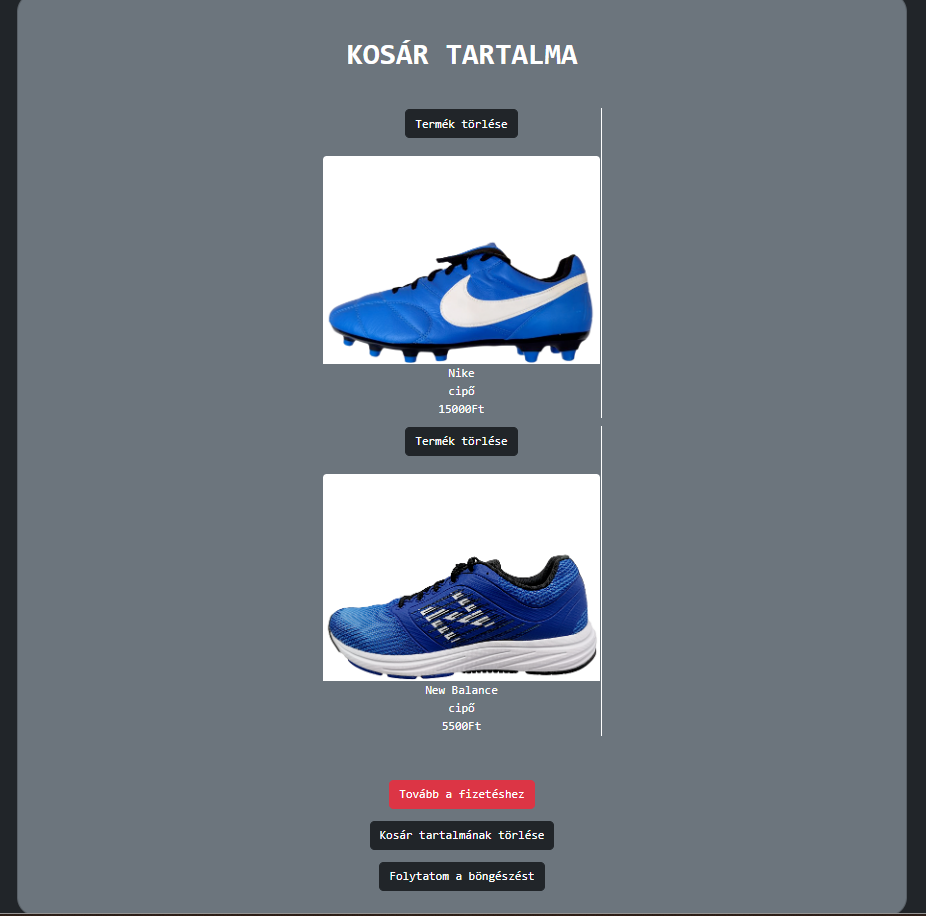 KOSÁR TARTALMA
Termék törlése
Nike
cipő
15000Ft
Termék törlése
New Balance
cipő
5500Ft
Tovább a fizetéshez
Kosár tartalmának törlése
Folytatom a böngészést